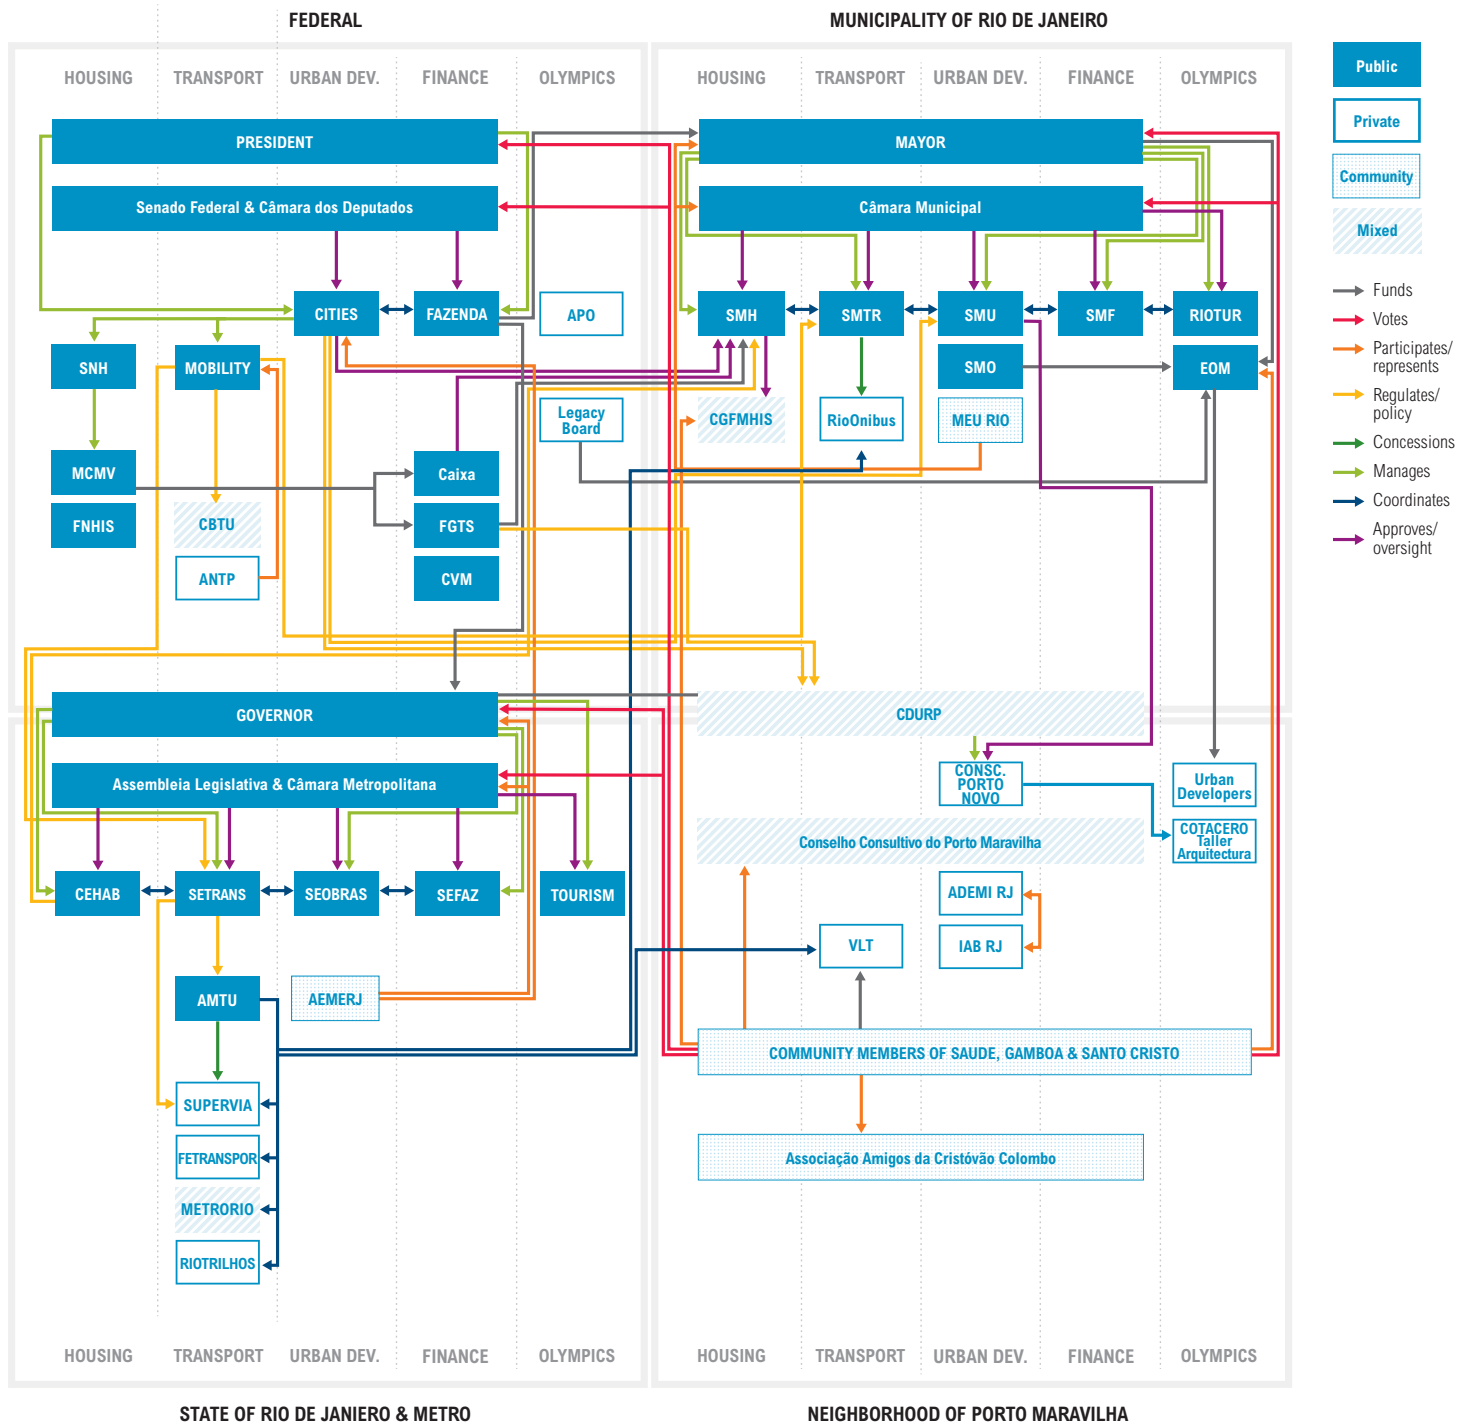 FEDERAL
MUNICIPALITY OF RIO DE JANEIRO
HOUSING
TRANSPORT
URBAN DEV.
FINANCE
OLYMPICS
HOUSING
TRANSPORT
URBAN DEV.
FINANCE
OLYMPICS
Public
Private
Community
Mixed
Funds
Votes
Participates/
represents
Regulates/
policy
Concessions
Manages
Coordinates
Approves/
oversight
PRESIDENT
Senado Federal & Câmara dos Deputados
CITIES
FAZENDA
APO
SNH
MOBILITY
Legacy
Board
MCMV
Caixa
FNHIS
CBTU
FGTS
ANTP
CVM
MAYOR
Câmara Municipal
SMH
SMTR
SMU
SMF
RIOTUR
SMO
EOM
CGFMHIS
RioOnibus
MEU RIO
GOVERNOR
Assembleia Legislativa & Câmara Metropolitana
CEHAB
SETRANS
SEOBRAS
SEFAZ
TOURISM
AMTU
AEMERJ
SUPERVIA
FETRANSPOR
METRORIO
RIOTRILHOS
CDURP
CONSC.
PORTO
NOVO
Urban
Developers
Conselho Consultivo do Porto Maravilha
COTACERO
Taller
Arquitectura
ADEMI RJ
VLT
IAB RJ
COMMUNITY MEMBERS OF SAUDE, GAMBOA & SANTO CRISTO
Associação Amigos da Cristóvão Colombo
HOUSING
TRANSPORT
URBAN DEV.
FINANCE
OLYMPICS
HOUSING
TRANSPORT
URBAN DEV.
FINANCE
OLYMPICS
STATE OF RIO DE JANIERO & METRO
NEIGHBORHOOD OF PORTO MARAVILHA